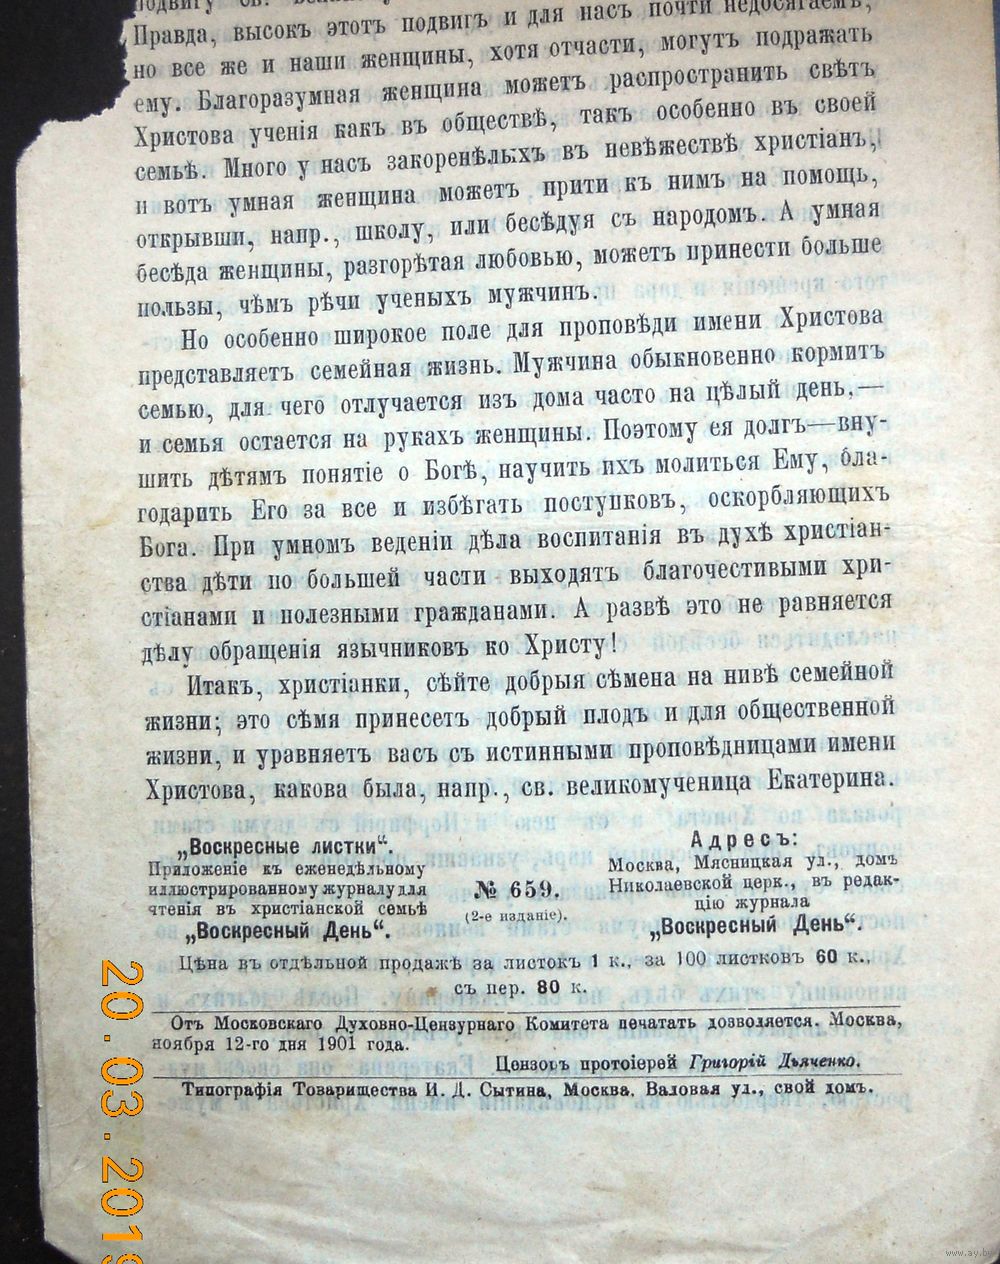 подвигу св.
Правда, высокъ этотъ подвигъ и для насъ почти недосягаемъ,
но все же и наши женщины, хотя отчасти, могутъ подражать
ему. Благоразумная женщина можетъ распространить свѣтъ
Христова ученія какъ въ обществѣ, такъ особенно въ своей
семьѣ. Много у насъ закоренѣлыхъ въ невѣжествѣ христіанъ,
и вотъ умная женщина можетъ прити къ нимъ на помощь,
открывши, напр., школу, или бесѣдуя съ народомъ. А умная
бесѣда женщины, разгорѣтая любовью, можетъ принести больше
пользы, чѣмъ рѣчи ученыхъ мужчинъ.
Но особенно широкое поле для проповѣди имени Христова
представляетъ семейная жизнь. Мужчина обыкновенно кормитъ
семью, для чего отлучается изъ дома часто на цѣлый день,—
и семья остается на рукахъ женщины. Поэтому ея долгъ—вну-
шить дѣтямъ понятіе о Богѣ, научить ихъ молиться Ему, бла-
годарить Его за все и избѣгать поступковъ, оскорбляющихъ
Бога. При умномъ веденіи дѣла воспитанія въ духѣ христіан-
ства дѣти по большей части выходятъ благочестивыми хри-
стіанами и полезными гражданами. А развѣ это не равняется
дѣлу обращенія язычниковъ ко Христу!
Итакъ, христіанки, сѣйте добрыя сѣмена на нивѣ семейной
жизни; это сѣмя принесетъ добрый плодъ и для общественной
жизни, и уравняетъ васъ съ истинными проповѣдницами имени
Христова, какова была, напр., св. великомученица Екатерина.
„Воскресные листки“.
Приложеніе къ еженедѣльному
иллюстрированному журналу для
чтенія въ христіанской семьѣ
„Воскресный День“.
№ 659.
(2-е изданіе).
Адресъ:
Москва, Мясницкая ул., домъ
Николаевской церк., въ редак-
цію журнала
„Воскресный День“.
Цѣна въ отдѣльной продажѣ за листокъ 1 к., за 100 листковъ 60 к.,
съ пер. 80 к.
Отъ Московскаго Духовно-Цензурнаго Комитета печатать дозволяется. Москва,
ноября 12-го дня 1901 года.
Цензоръ протоіерей Григорій Дьяченко.
Типографія Товарищества И. Д. Сытина, Москва, Валовая ул., свой домъ.
20.03.2019
www.ay.by